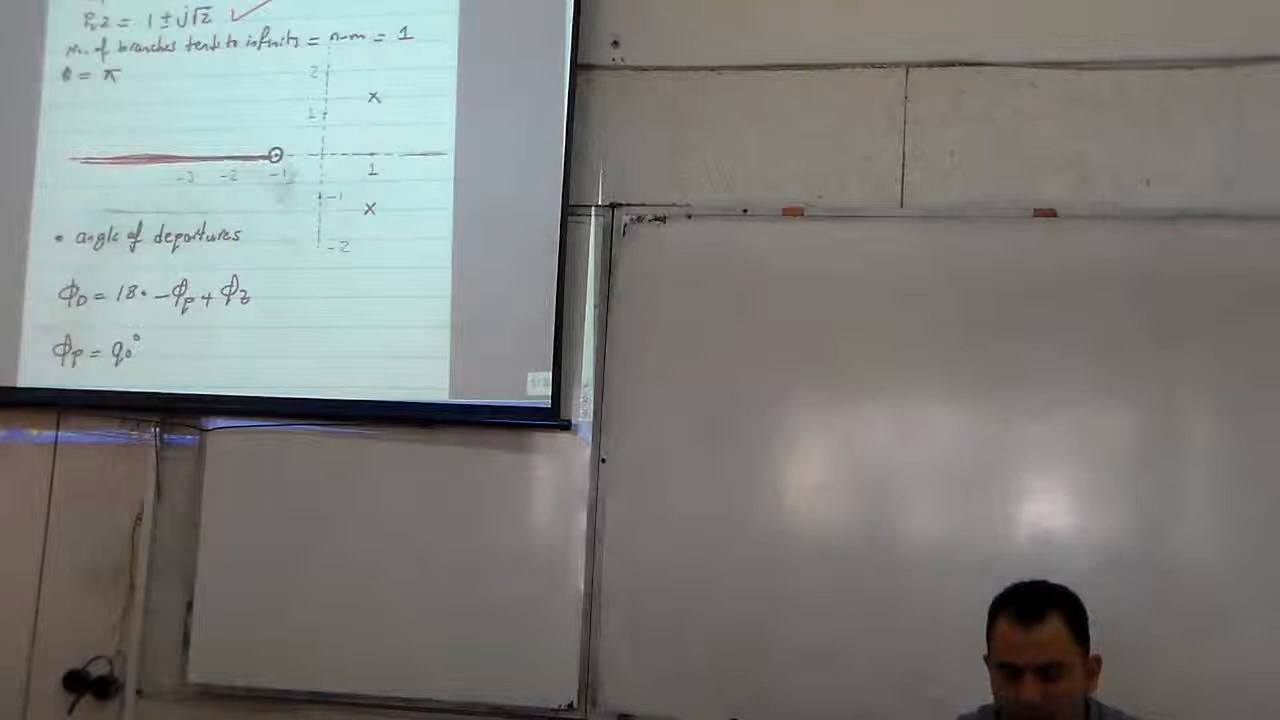 P1,2 = 1 ± j√2 ✓
no. of branches tends to infinity = n-m = 1
θ = π
2
1
-3 -2 -1 1
-1
-2
• angle of departures
ϕD = 180 - ϕp + ϕz
ϕp = 90°